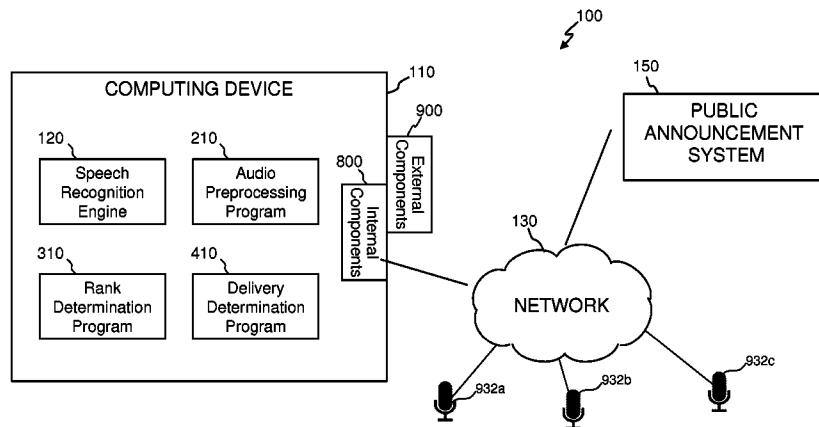 100
COMPUTING DEVICE
110
120
Speech
Recognition
Engine
210
Audio
Preprocessing
Program
310
Rank
Determination
Program
410
Delivery
Determination
Program
800
Internal
Components
900
External
Components
150
PUBLIC
ANNOUNCEMENT
SYSTEM
130
NETWORK
932a
932b
932c